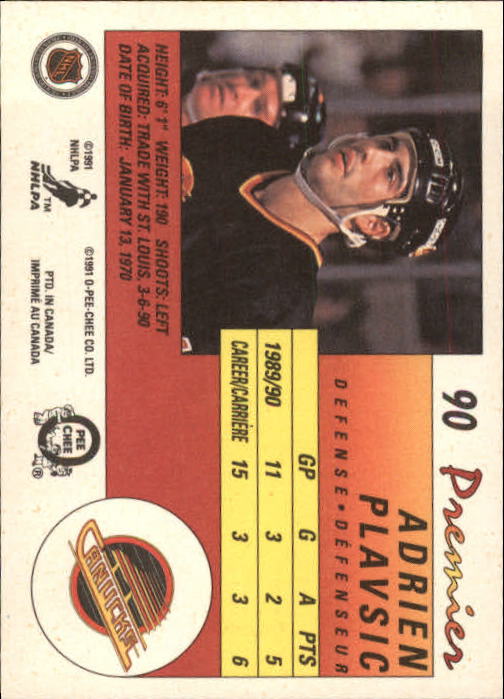 90 Premier
ADRIEN
PLAVSIC
DEFENSE • DÉFENSEUR
GP G A PTS
1989/90 11 3 2 5
CAREER/CARRIÈRE 15 3 3 6
HEIGHT: 6' 1" WEIGHT: 190 SHOOTS: LEFT
ACQUIRED: TRADE WITH ST. LOUIS, 3-6-90
DATE OF BIRTH: JANUARY 13, 1970
NHL
©1991
NHLPA
TM
NHLPA
©1991 O-PEE-CHEE CO. LTD.
PTD. IN CANADA/
IMPRIMÉ AU CANADA
O
PEE
CHEE
®
CANUCKS